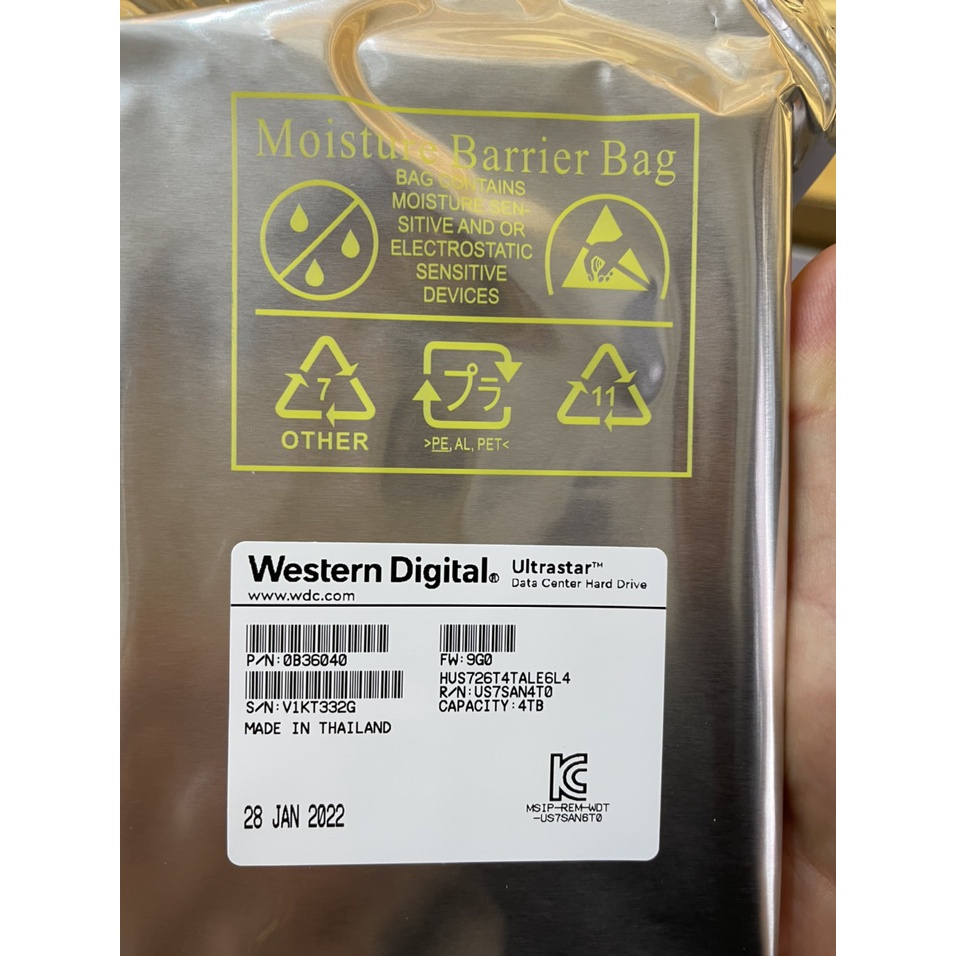 Moisture Barrier Bag
BAG CONTAINS
MOISTURE SEN-
SITIVE AND OR
ELECTROSTATIC
SENSITIVE
DEVICES
7
OTHER
プラ
>PE, AL, PET<
11
Western Digital® Ultrastar™
Data Center Hard Drive
www.wdc.com
P/N:0B36040
S/N:V1KT332G
MADE IN THAILAND
FW:9G0
HUS726T4TALE6L4
R/N:US7SAN4T0
CAPACITY:4TB
28 JAN 2022
MSIP-REM-WDT
-US7SAN6T0